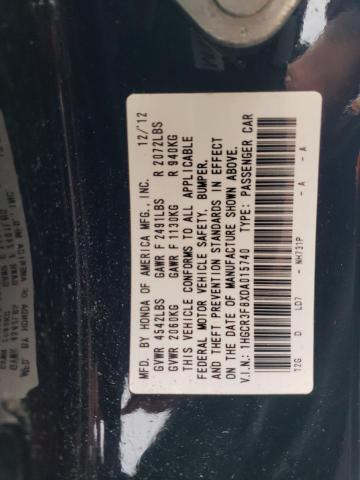 MFD. BY HONDA OF AMERICA MFG., INC. 12/12
GVWR 4542LBS GAWR F 2491LBS R 2072LBS
GVWR 2060KG GAWR F 1130KG R 940KG
THIS VEHICLE CONFORMS TO ALL APPLICABLE
FEDERAL MOTOR VEHICLE SAFETY, BUMPER,
AND THEFT PREVENTION STANDARDS IN EFFECT
ON THE DATE OF MANUFACTURE SHOWN ABOVE.
V.I.N.: 1HGCR3F8XDA015740 TYPE: PASSENGER CAR
T2G D LD7 - NH731P - A - A